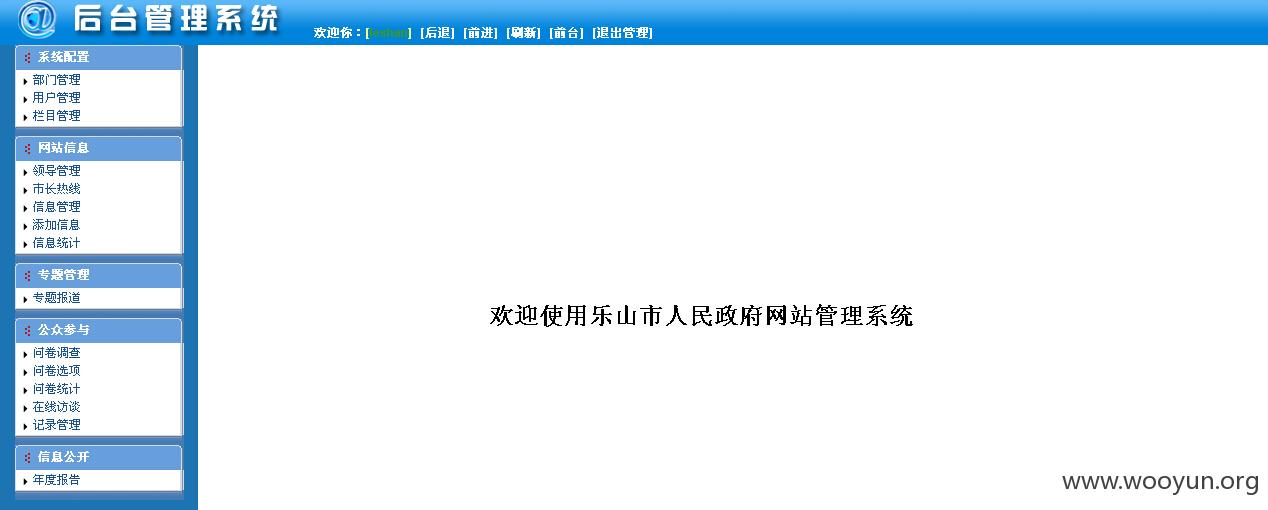 后台管理系统
欢迎你：[leshan] [后退] [前进] [刷新] [前台] [退出管理]
系统配置
部门管理
用户管理
栏目管理
网站信息
领导管理
市长热线
信息管理
添加信息
信息统计
专题管理
专题报道
公众参与
问卷调查
问卷选项
问卷统计
在线访谈
记录管理
信息公开
年度报告
欢迎使用乐山市人民政府网站管理系统
www.wooyun.org